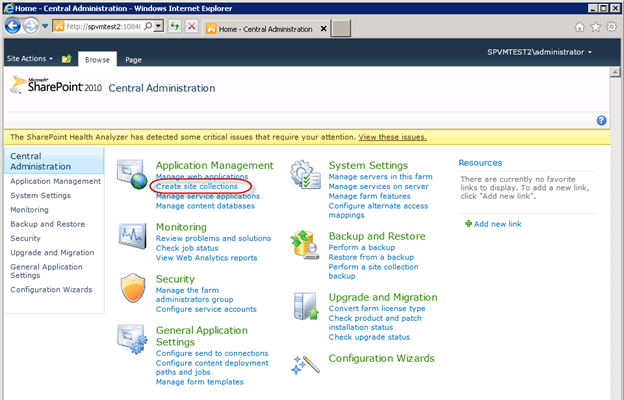 Home - Central Administration - Windows Internet Explorer
http://spvmtest2:1084
Home - Central Administration
SPVMTEST2\administrator
Site Actions
Browse
Page
Microsoft
SharePoint 2010
Central Administration
The SharePoint Health Analyzer has detected some critical issues that require your attention. View these issues.
Central
Administration
Application Management
System Settings
Monitoring
Backup and Restore
Security
Upgrade and Migration
General Application
Settings
Configuration Wizards
Application Management
Manage web applications
Create site collections
Manage service applications
Manage content databases
Monitoring
Review problems and solutions
Check job status
View Web Analytics reports
Security
Manage the farm
administrators group
Configure service accounts
General Application
Settings
Configure send to connections
Configure content deployment
paths and jobs
Manage form templates
System Settings
Manage servers in this farm
Manage services on server
Manage farm features
Configure alternate access
mappings
Backup and Restore
Perform a backup
Restore from a backup
Perform a site collection
backup
Upgrade and Migration
Convert farm license type
Check product and patch
installation status
Check upgrade status
Configuration Wizards
Resources
There are currently no favorite
links to display. To add a new link,
click "Add new link".
Add new link